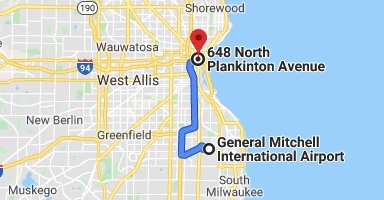 190
Shorewood
Wauwatosa
648 North
Plankinton Avenue
94
West Allis
New Berlin
Greenfield
General Mitchell
International Airport
Muskego
South
Milwaukee